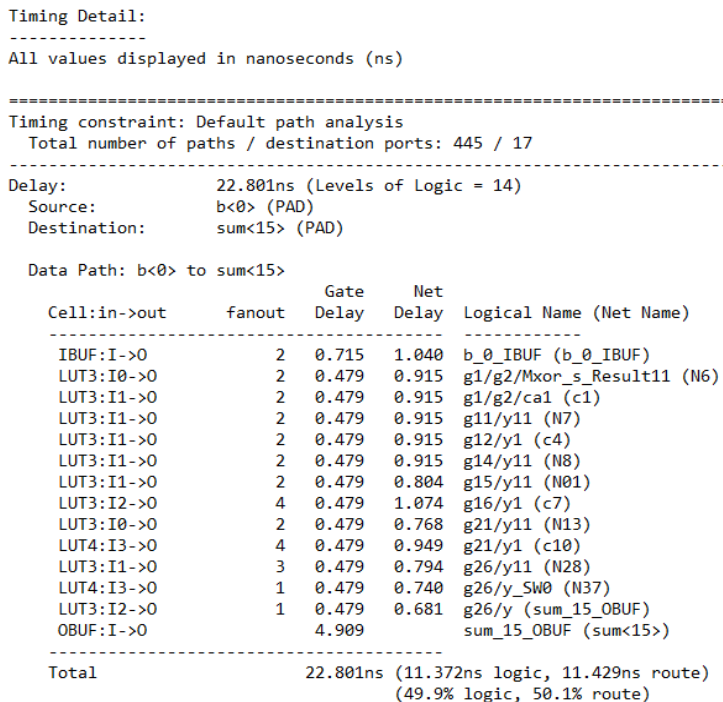 Timing Detail:
--------------
All values displayed in nanoseconds (ns)
=========================================================================
Timing constraint: Default path analysis
  Total number of paths / destination ports: 445 / 17
-------------------------------------------------------------------------
Delay:               22.801ns (Levels of Logic = 14)
  Source:            b<0> (PAD)
  Destination:       sum<15> (PAD)
  Data Path: b<0> to sum<15>
                                Gate     Net
    Cell:in->out      fanout   Delay   Delay  Logical Name (Net Name)
    ----------------------------------------  ------------
     IBUF:I->O             2   0.715   1.040  b_0_IBUF (b_0_IBUF)
     LUT3:I0->O            2   0.479   0.915  g1/g2/Mxor_s_Result11 (N6)
     LUT3:I1->O            2   0.479   0.915  g1/g2/ca1 (c1)
     LUT3:I1->O            2   0.479   0.915  g11/y11 (N7)
     LUT3:I1->O            2   0.479   0.915  g12/y1 (c4)
     LUT3:I1->O            2   0.479   0.915  g14/y11 (N8)
     LUT3:I1->O            2   0.479   0.804  g15/y11 (N01)
     LUT3:I2->O            4   0.479   1.074  g16/y1 (c7)
     LUT3:I0->O            2   0.479   0.768  g21/y11 (N13)
     LUT4:I3->O            4   0.479   0.949  g21/y1 (c10)
     LUT3:I1->O            3   0.479   0.794  g26/y11 (N28)
     LUT4:I3->O            1   0.479   0.740  g26/y_SW0 (N37)
     LUT3:I2->O            1   0.479   0.681  g26/y (sum_15_OBUF)
     OBUF:I->O                 4.909          sum_15_OBUF (sum<15>)
    ----------------------------------------
    Total                     22.801ns (11.372ns logic, 11.429ns route)
                                       (49.9% logic, 50.1% route)